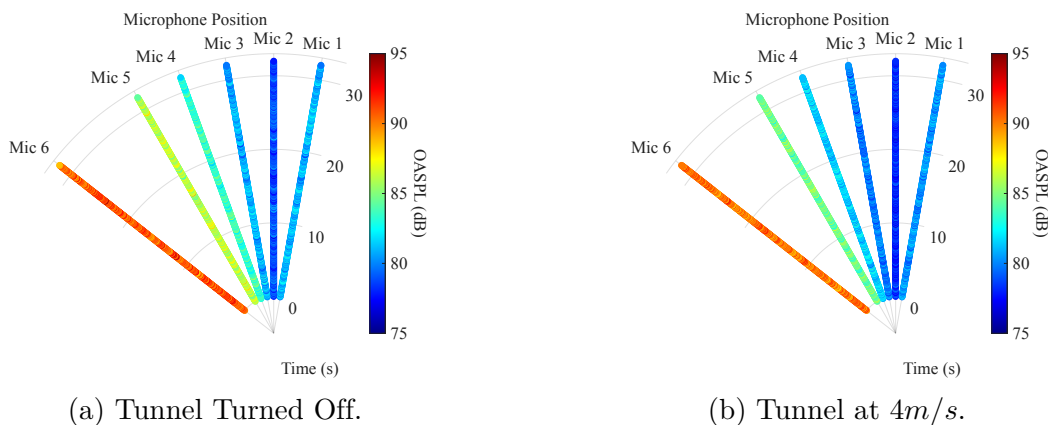 Microphone Position
Mic 6
Mic 5
Mic 4
Mic 3
Mic 2
Mic 1
30
20
10
0
Time (s)
95
90
85
80
75
OASPL (dB)
(a) Tunnel Turned Off.
Microphone Position
Mic 6
Mic 5
Mic 4
Mic 3
Mic 2
Mic 1
30
20
10
0
Time (s)
95
90
85
80
75
OASPL (dB)
(b) Tunnel at 4m/s.